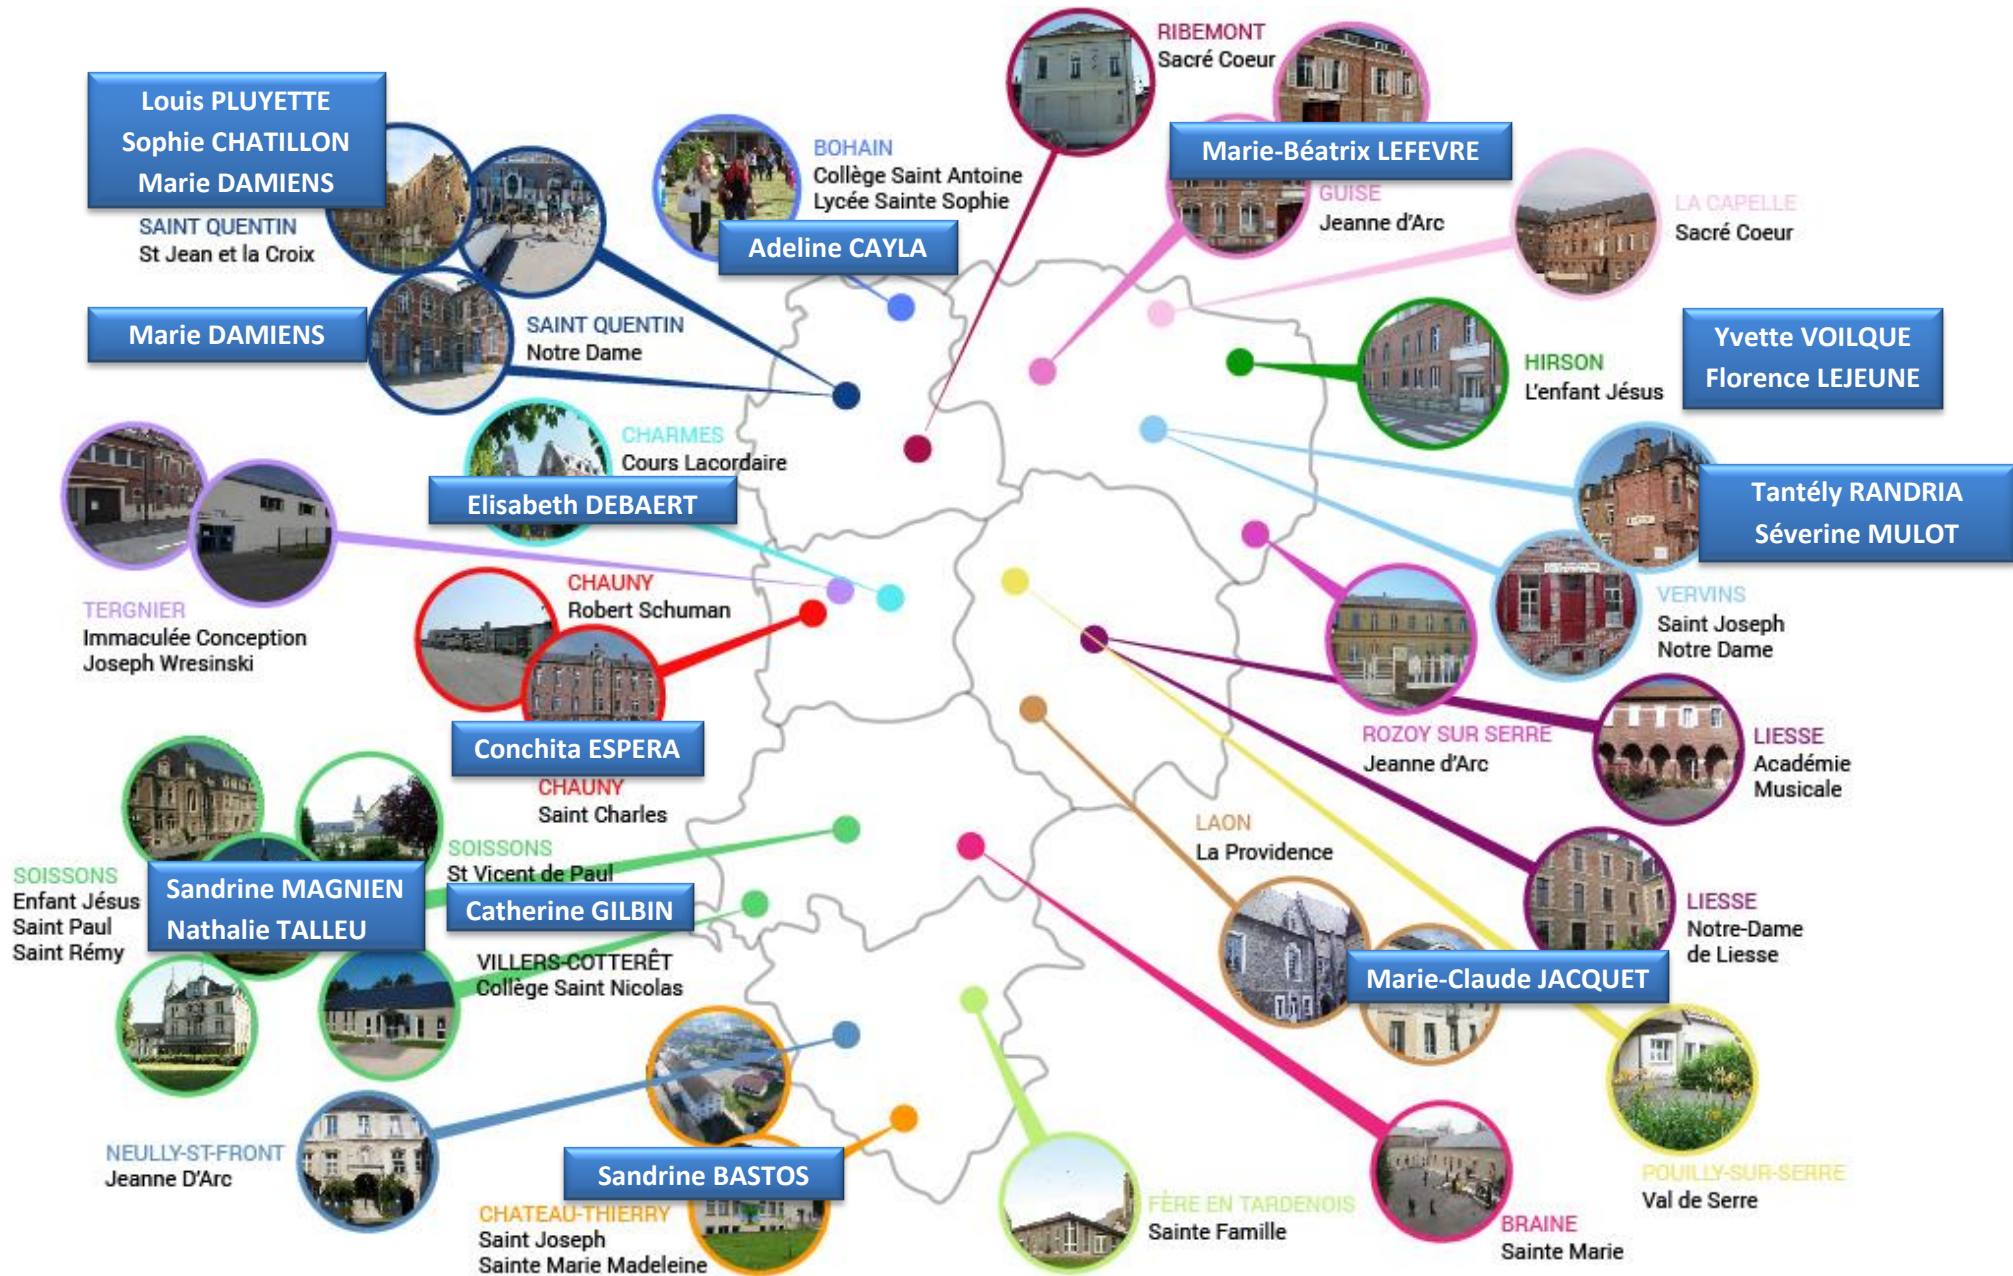 RIBEMONT
Sacré Coeur
Louis PLUYETTE
Sophie CHATILLON
Marie DAMIENS
SAINT QUENTIN
St Jean et la Croix
BOHAIN
Collège Saint Antoine
Lycée Sainte Sophie
Adeline CAYLA
Marie-Béatrix LEFEVRE
GUISE
Jeanne d'Arc
LA CAPELLE
Sacré Coeur
Marie DAMIENS
SAINT QUENTIN
Notre Dame
HIRSON
L'enfant Jésus
Yvette VOILQUE
Florence LEJEUNE
CHARMES
Cours Lacordaire
Elisabeth DEBAERT
Tantély RANDRIA
Séverine MULOT
VERVINS
Saint Joseph
Notre Dame
TERGNIER
Immaculée Conception
Joseph Wresinski
CHAUNY
Robert Schuman
Conchita ESPERA
CHAUNY
Saint Charles
ROZOY SUR SERRE
Jeanne d'Arc
LIESSE
Académie
Musicale
LAON
La Providence
SOISSONS
Enfant Jésus
Saint Paul
Saint Rémy
Sandrine MAGNIEN
Nathalie TALLEU
SOISSONS
St Vicent de Paul
Catherine GILBIN
VILLERS-COTTERÊT
Collège Saint Nicolas
LIESSE
Notre-Dame
de Liesse
Marie-Claude JACQUET
NEUILLY-ST-FRONT
Jeanne D'Arc
Sandrine BASTOS
CHATEAU-THIERRY
Saint Joseph
Sainte Marie Madeleine
FÈRE EN TARDENOIS
Sainte Famille
BRAINE
Sainte Marie
POUILLY-SUR-SERRE
Val de Serre